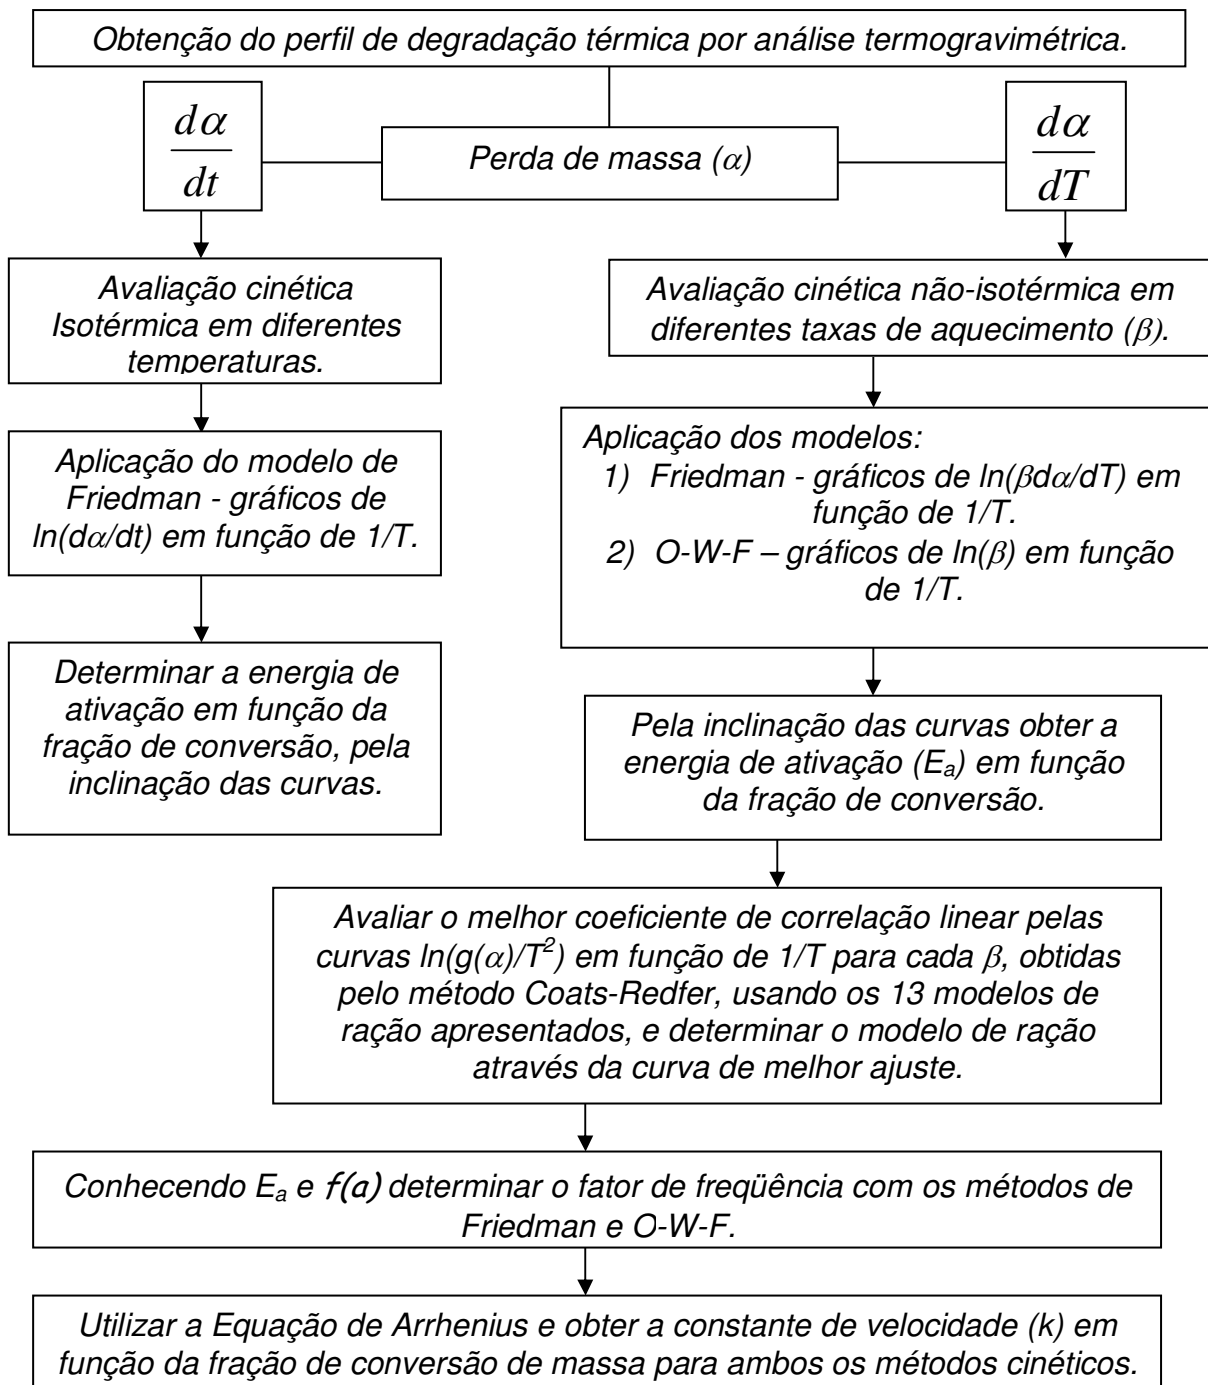 Obtenção do perfil de degradação térmica por análise termogravimétrica.
dα
dt
Perda de massa (α)
dα
dT
Avaliação cinética
Isotérmica em diferentes
temperaturas.
Aplicação do modelo de
Friedman - gráficos de
ln(dα/dt) em função de 1/T.
Determinar a energia de
ativação em função da
fração de conversão, pela
inclinação das curvas.
Avaliação cinética não-isotérmica em
diferentes taxas de aquecimento (β).
Aplicação dos modelos:
1) Friedman - gráficos de ln(βdα/dT) em
função de 1/T.
2) O-W-F – gráficos de ln(β) em função
de 1/T.
Pela inclinação das curvas obter a
energia de ativação (Eₐ) em função
da fração de conversão.
Avaliar o melhor coeficiente de correlação linear pelas
curvas ln(g(α)/T²) em função de 1/T para cada β, obtidas
pelo método Coats-Redfer, usando os 13 modelos de
ração apresentados, e determinar o modelo de ração
através da curva de melhor ajuste.
Conhecendo Eₐ e f(a) determinar o fator de freqüência com os métodos de
Friedman e O-W-F.
Utilizar a Equação de Arrhenius e obter a constante de velocidade (k) em
função da fração de conversão de massa para ambos os métodos cinéticos.